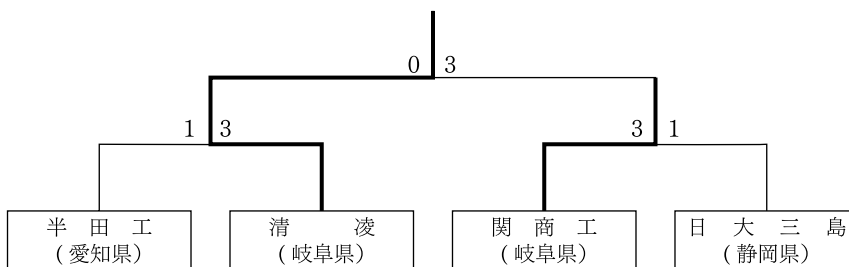 0 3
1 3
3 1
半田工
(愛知県)
清凌
(岐阜県)
関商工
(岐阜県)
日大三島
(静岡県)